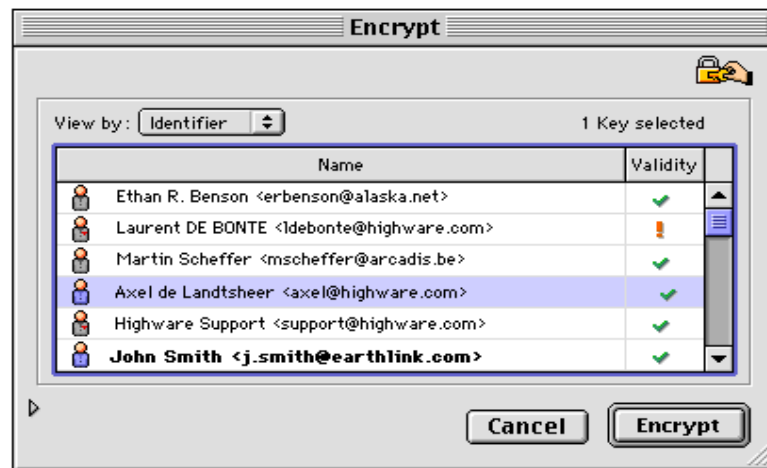 Encrypt
View by: Identifier 1 Key selected
Name Validity
Ethan R. Benson <erbenson@alaska.net>
Laurent DE BONTE <ldebonte@highware.com>
Martin Scheffer <mscheffer@arcadis.be>
Axel de Landtsheer <axel@highware.com>
Highware Support <support@highware.com>
John Smith <j.smith@earthlink.com>
Cancel Encrypt